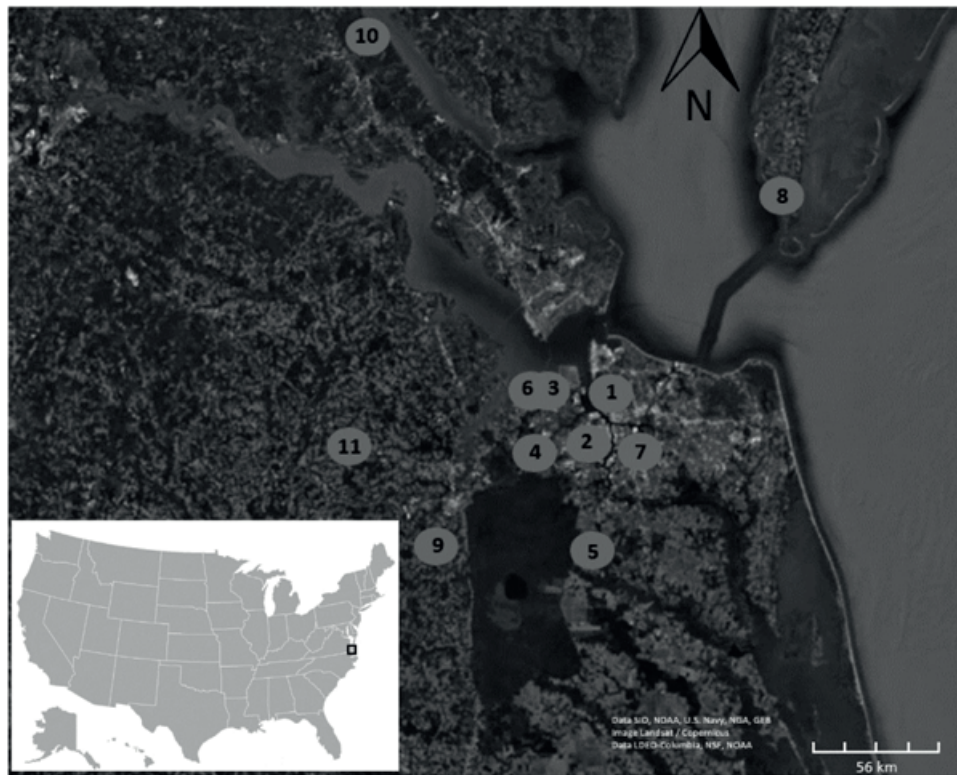 10
N
8
6 3 1
11 4 2 7
9 5
Data SIO, NOAA, U.S. Navy, NGA, GEB
Image Landsat / Copernicus
Data LDEO-Columbia, NSF, NOAA
56 km